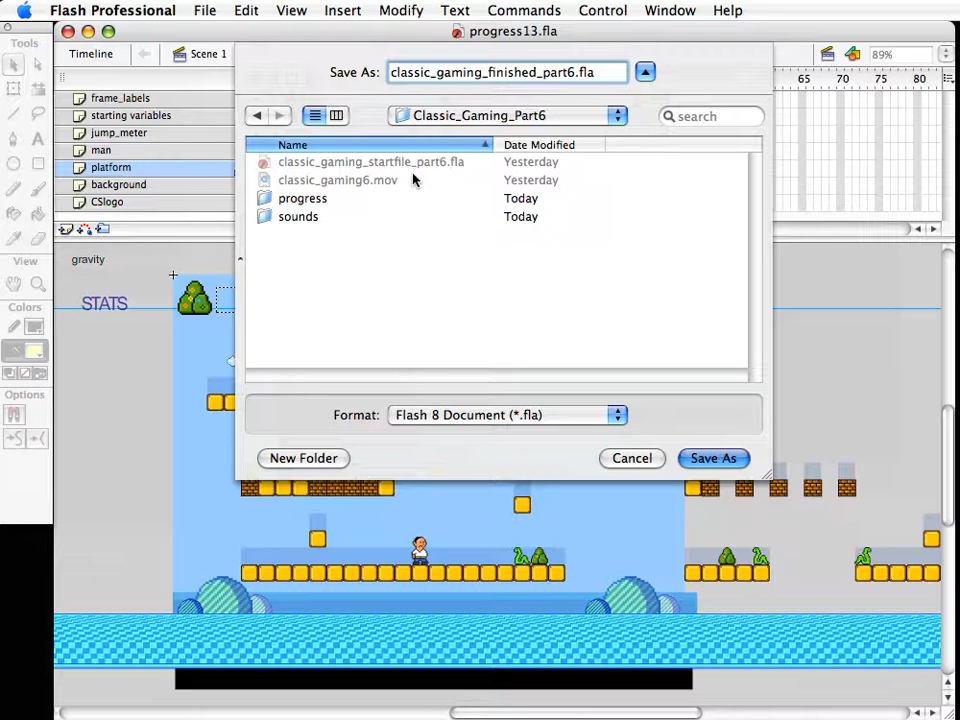 Flash Professional File Edit View Insert Modify Text Commands Control Window Help
Tools
progress13.fla
Timeline Scene 1 89%
Save As: classic_gaming_finished_part6.fla
65 70 75 80 85
Classic_Gaming_Part6 search
frame_labels
starting variables
jump_meter
man
platform
background
CSlogo
Name Date Modified
classic_gaming_startfile_part6.fla Yesterday
classic_gaming6.mov Yesterday
progress Today
sounds Today
View
gravity
STATS
Colors
Options
Format: Flash 8 Document (*.fla)
New Folder Cancel Save As